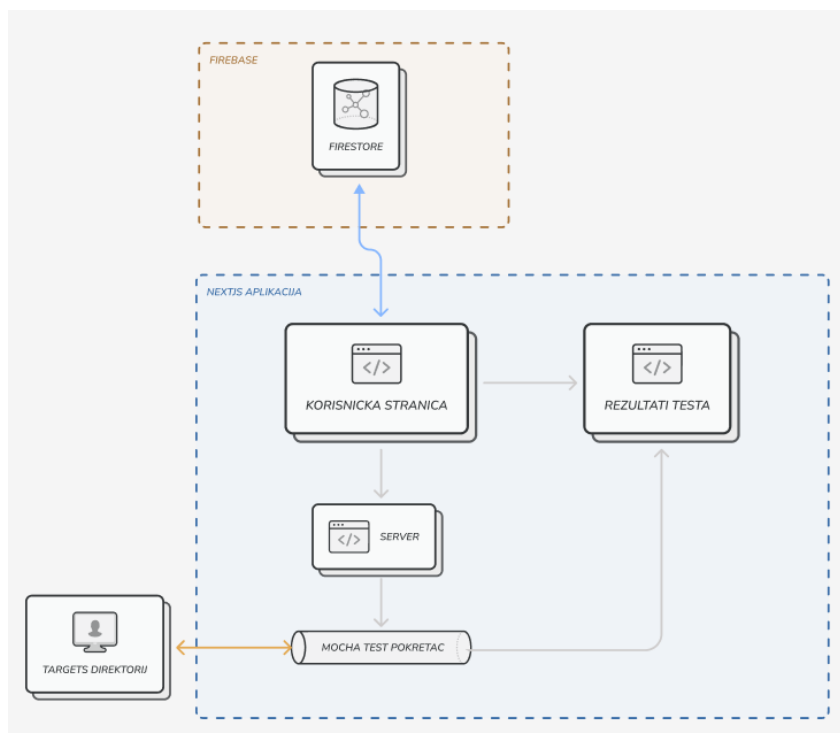 FIREBASE
FIRESTORE
NEXTJS APLIKACIJA
KORISNICKA STRANICA
REZULTATI TESTA
SERVER
MOCHA TEST POKRETAC
TARGETS DIREKTORIJ